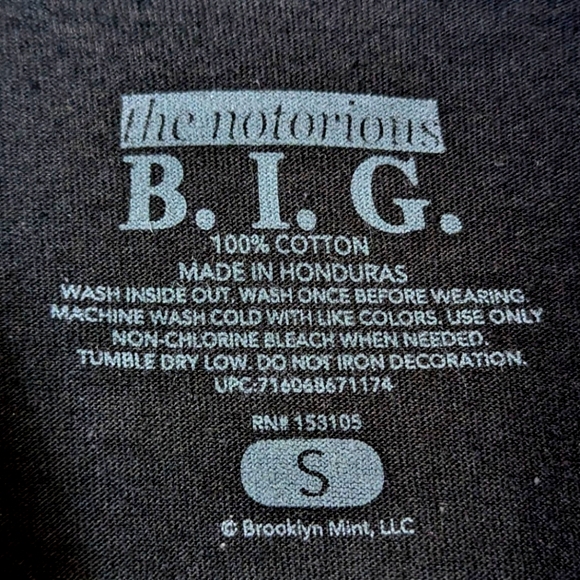 the notorious
B. I. G.
100% COTTON
MADE IN HONDURAS
WASH INSIDE OUT. WASH ONCE BEFORE WEARING.
MACHINE WASH COLD WITH LIKE COLORS. USE ONLY
NON-CHLORINE BLEACH WHEN NEEDED.
TUMBLE DRY LOW. DO NOT IRON DECORATION.
UPC:716068671174
RN# 153105
S
© Brooklyn Mint, LLC